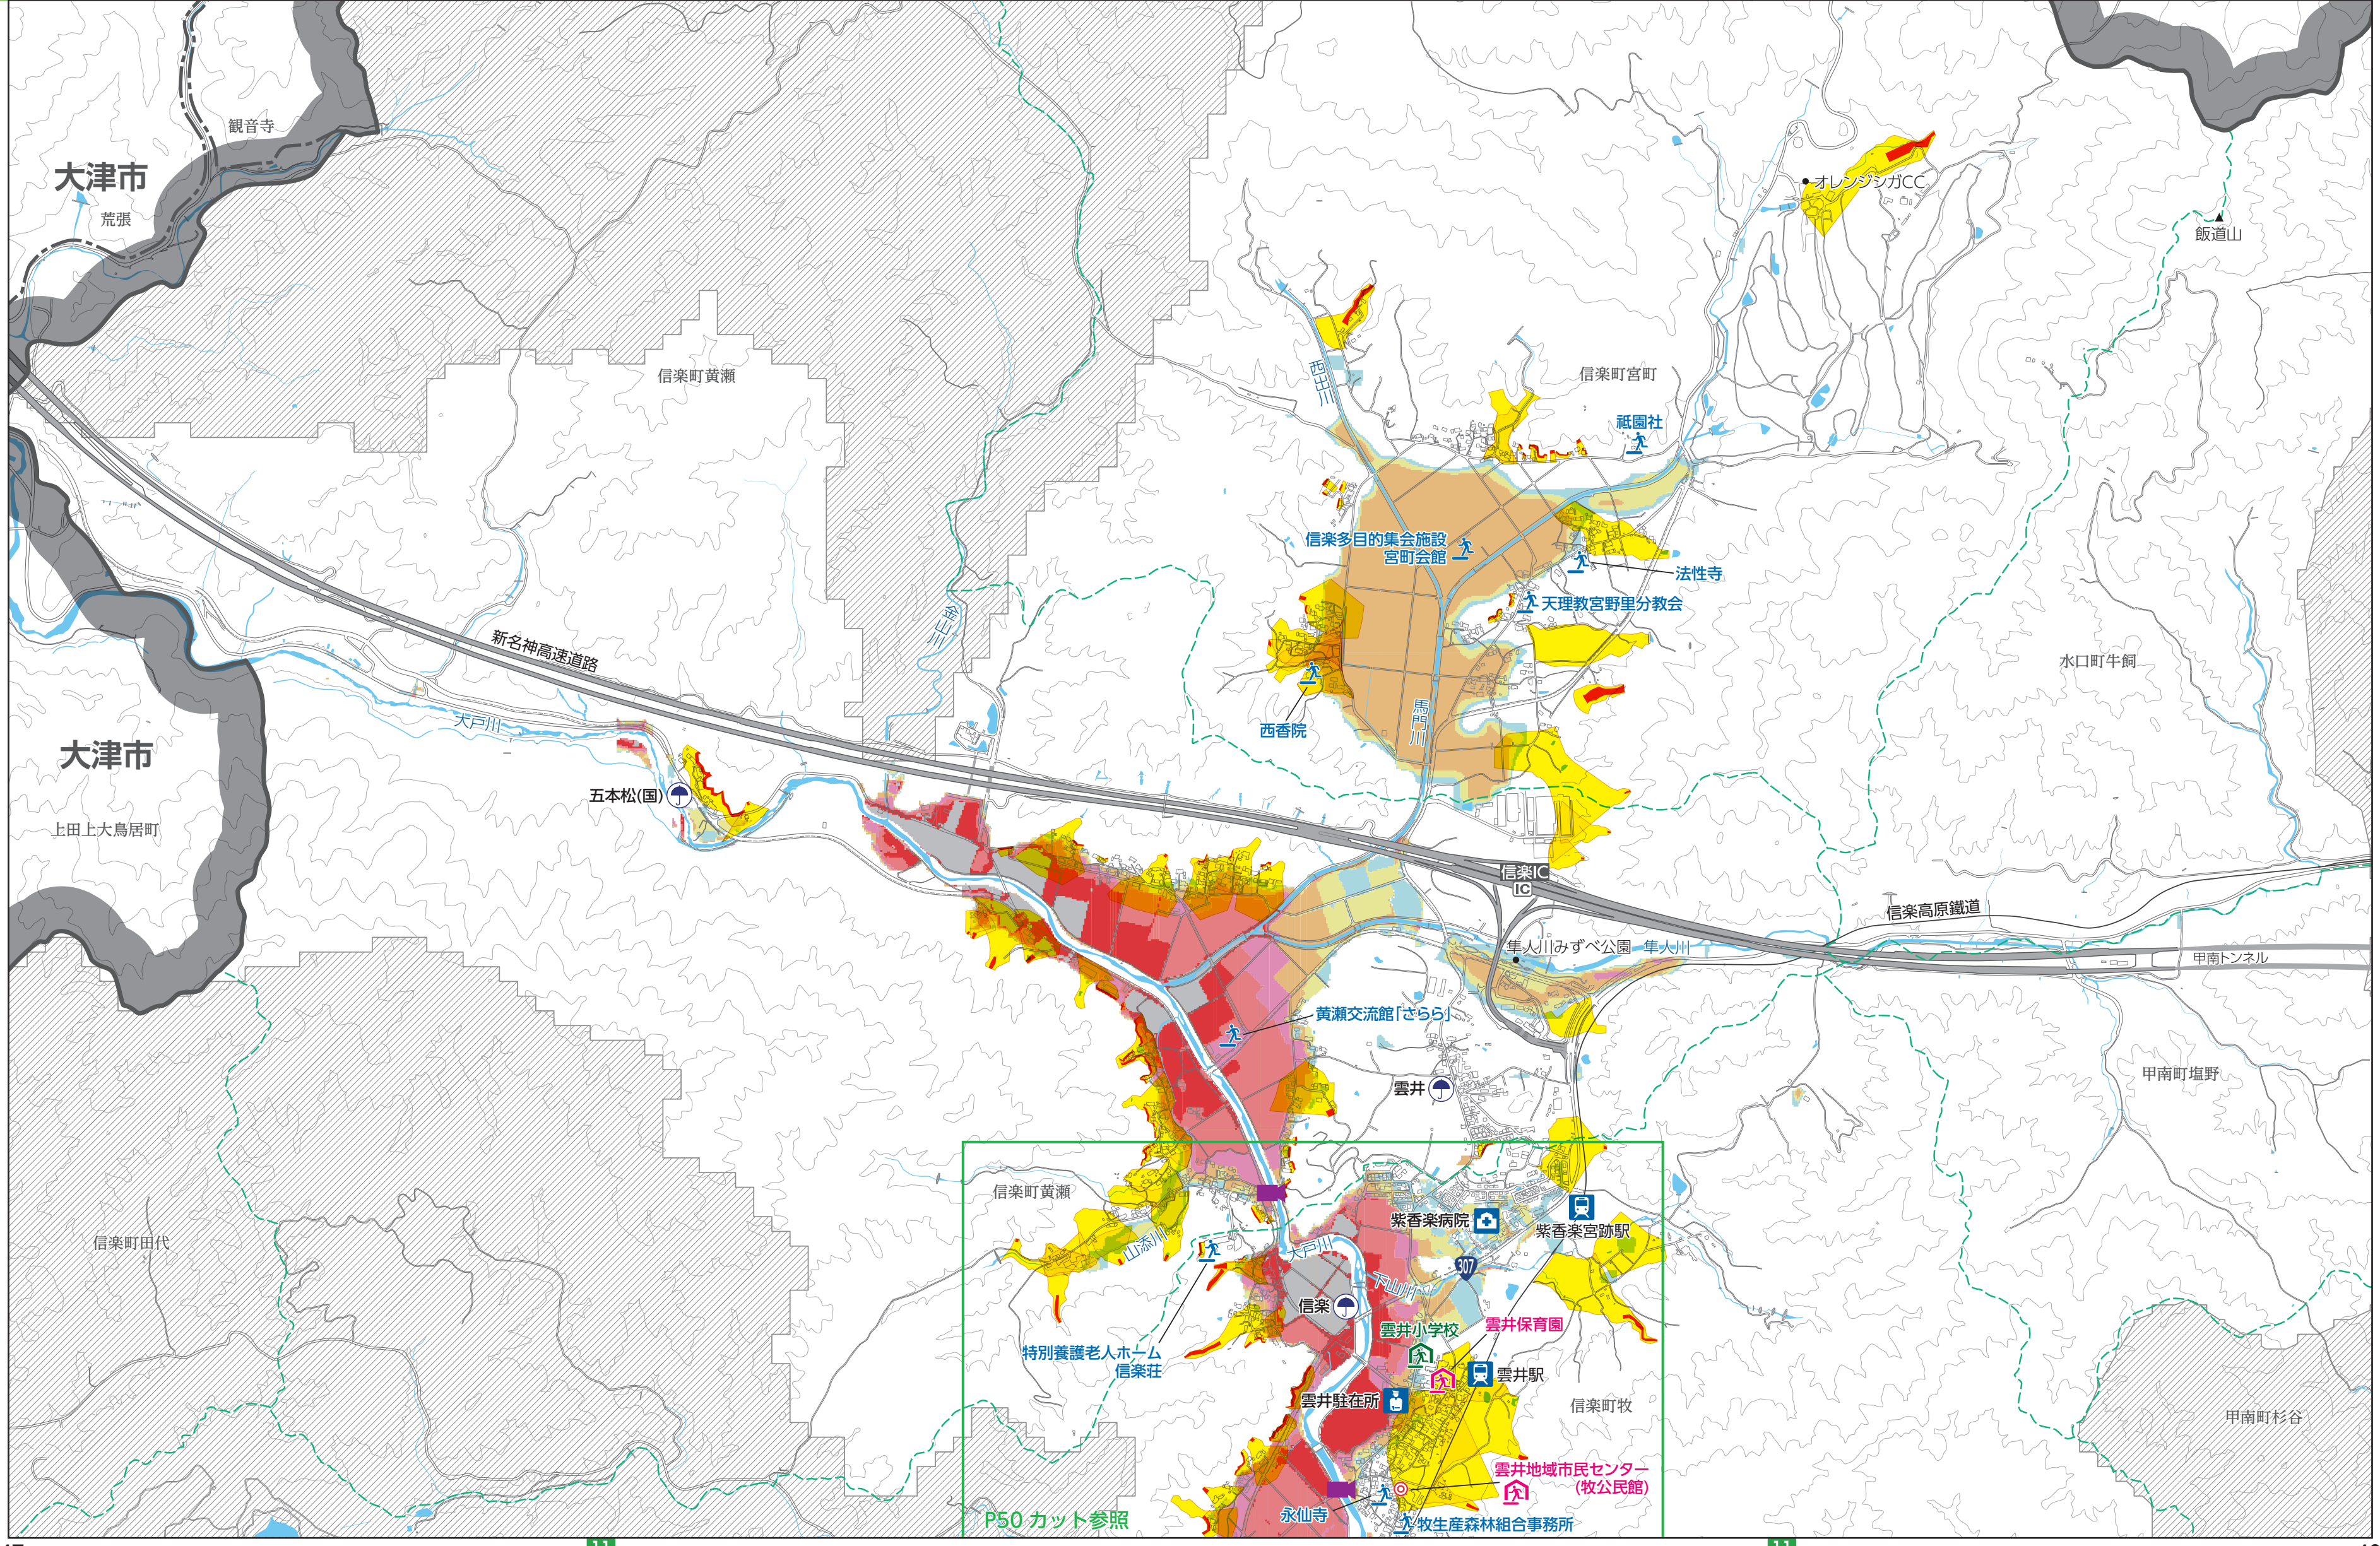 観音寺
大津市
荒張
オレンジシガCC
飯道山
信楽町黄瀬
西出川
信楽町宮町
祇園社
信楽多目的集会施設
宮町会館
法性寺
天理教宮野里分教会
金山川
新名神高速道路
水口町牛飼
大戸川
西香院
馬門川
大津市
五本松(国)
上田上大鳥居町
信楽IC
IC
信楽高原鐵道
隼人川みずべ公園
隼人川
甲南トンネル
黄瀬交流館「さらら」
雲井
甲南町塩野
信楽町黄瀬
山添川
紫香楽病院
紫香楽宮跡駅
信楽町田代
大戸川
307
下山川
信楽
雲井小学校
雲井保育園
特別養護老人ホーム
信楽荘
雲井駅
雲井駐在所
信楽町牧
甲南町杉谷
雲井地域市民センター
(牧公民館)
永仙寺
牧生産森林組合事務所
P50 カット参照